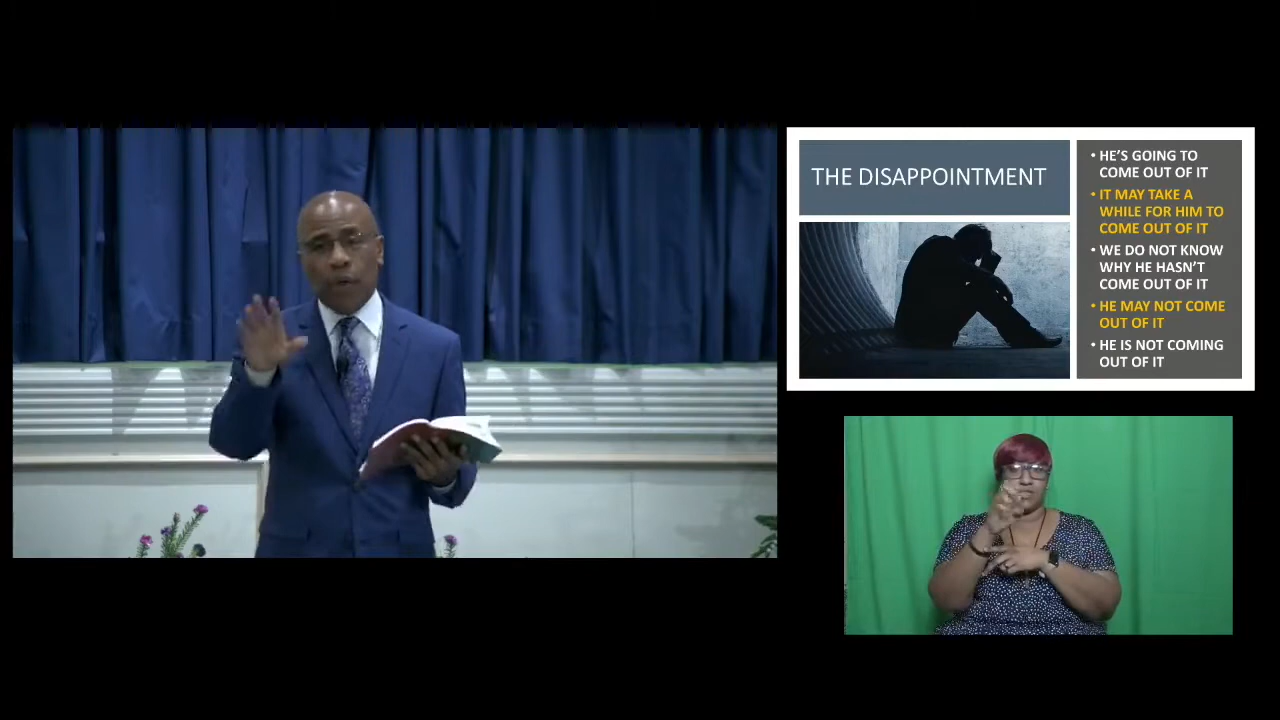 THE DISAPPOINTMENT
• HE’S GOING TO
COME OUT OF IT
• IT MAY TAKE A
WHILE FOR HIM TO
COME OUT OF IT
• WE DO NOT KNOW
WHY HE HASN’T
COME OUT OF IT
• HE MAY NOT COME
OUT OF IT
• HE IS NOT COMING
OUT OF IT